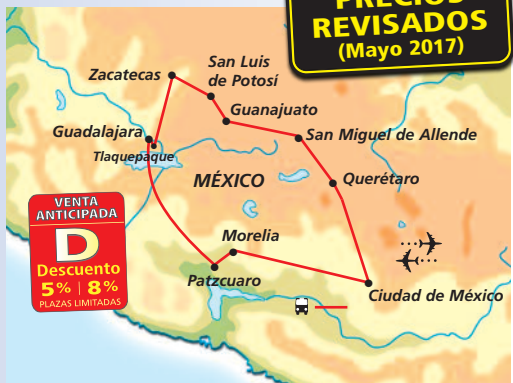 PRECIOS
REVISADOS
(Mayo 2017)
San Luis
de Potosí
Zacatecas
Guanajuato
Guadalajara
San Miguel de Allende
Tlaquepaque
MÉXICO
Querétaro
VENTA
ANTICIPADA
D
Descuento
5% | 8%
PLAZAS LIMITADAS
Morelia
Patzcuaro
Ciudad de México